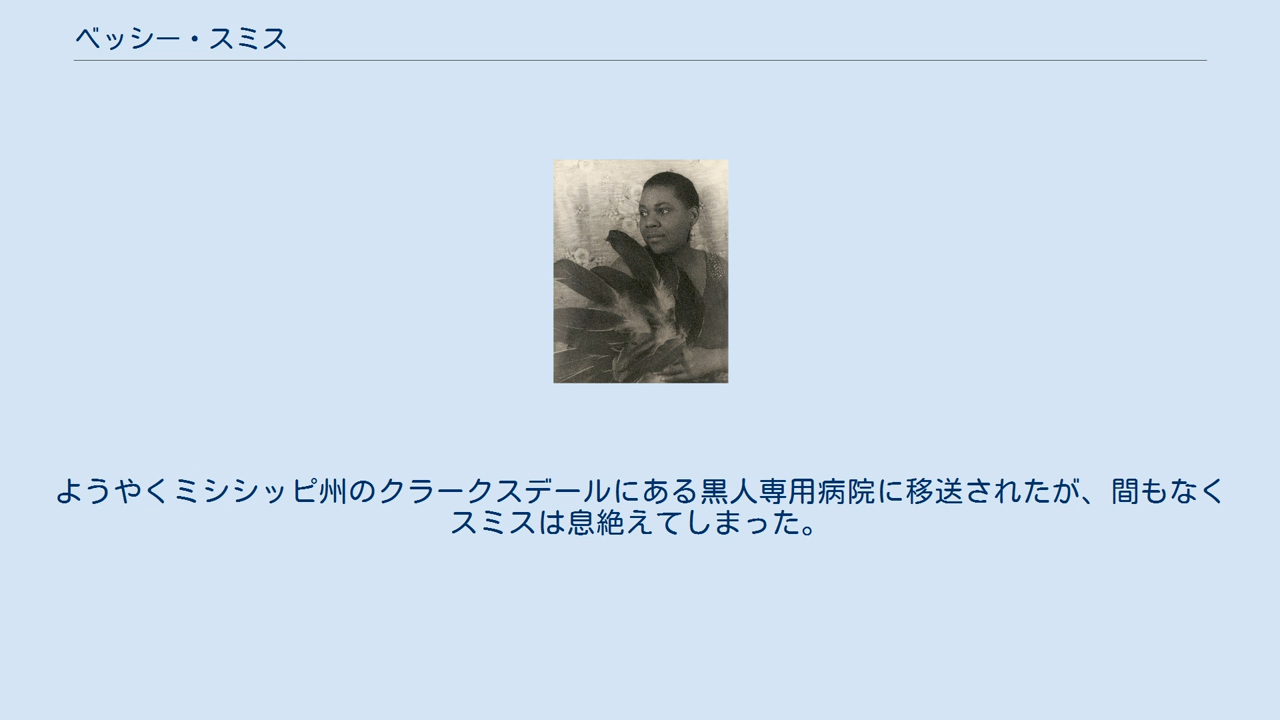 ベッシー・スミス
ようやくミシシッピ州のクラークスデールにある黒人専用病院に移送されたが、間もなく
スミスは息絶えてしまった。